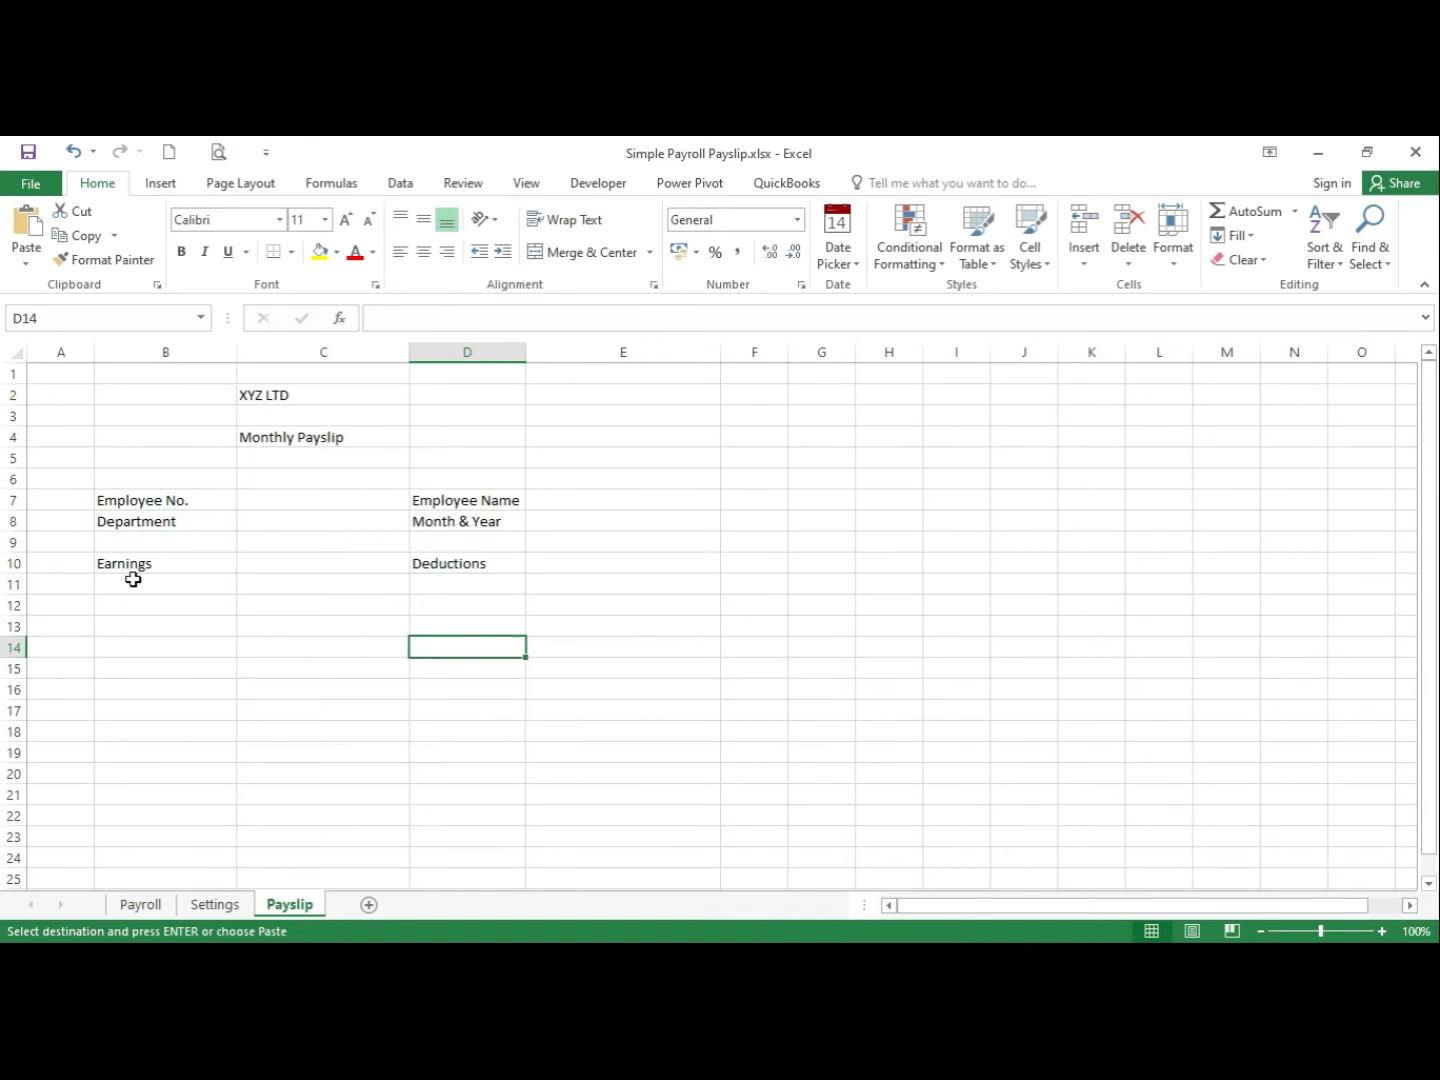 Simple Payroll Payslip.xlsx - Excel
File Home Insert Page Layout Formulas Data Review View Developer Power Pivot QuickBooks Tell me what you want to do... Sign in Share
Cut
Copy
Format Painter
Paste
Clipboard
Calibri 11
B I U
Font
Wrap Text
Merge & Center
Alignment
General
% ,
Number
14
Date Picker
Date
Conditional Formatting
Format as Table
Cell Styles
Styles
Insert Delete Format
Cells
AutoSum
Fill
Clear
Sort & Filter
Find & Select
Editing
D14 fx
A B C D E F G H I J K L M N O
1
2 XYZ LTD
3
4 Monthly Payslip
5
6
7 Employee No. Employee Name
8 Department Month & Year
9
10 Earnings Deductions
11
12
13
14
15
16
17
18
19
20
21
22
23
24
25
Payroll Settings Payslip
Select destination and press ENTER or choose Paste 100%